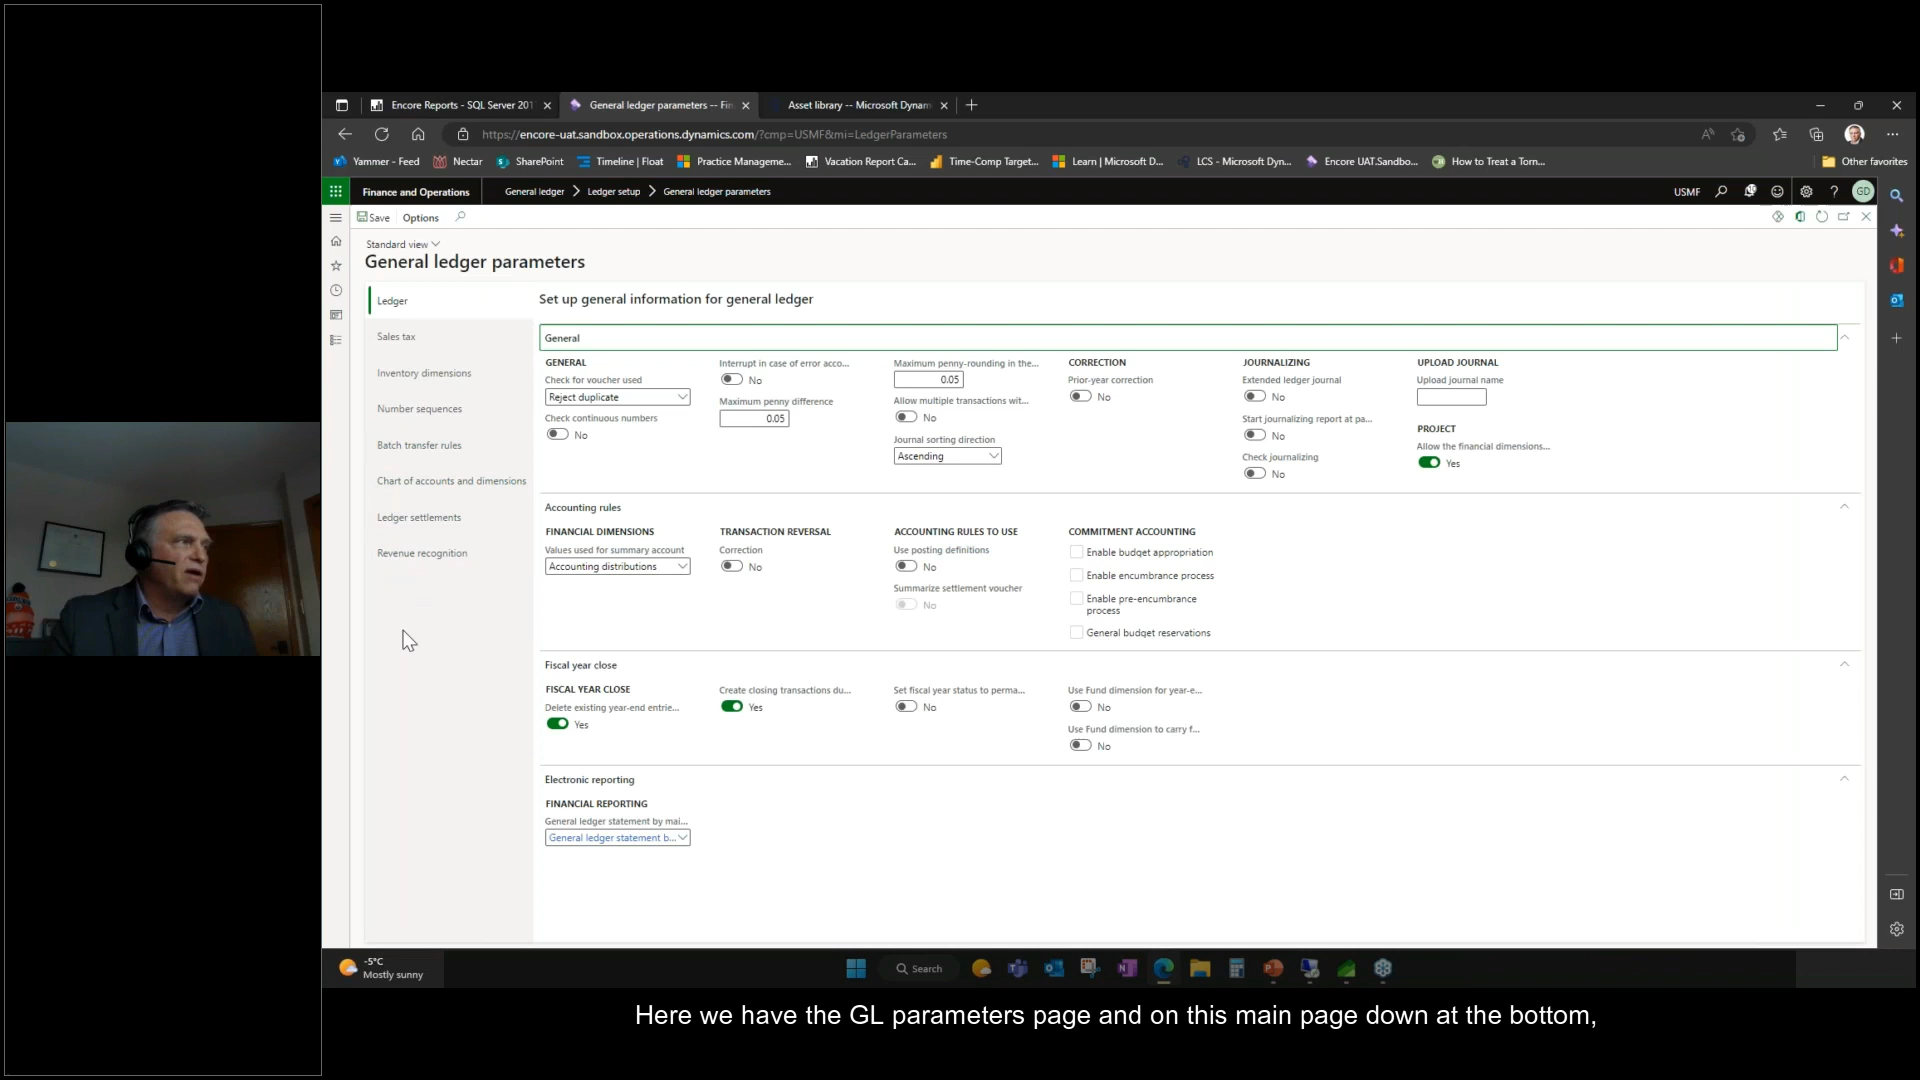 Encore Reports - SQL Server 201
General ledger parameters -- Fin
Asset library -- Microsoft Dynam
https://encore-uat.sandbox.operations.dynamics.com/?cmp=USMF&mi=LedgerParameters
Yammer - Feed
Nectar
SharePoint
Timeline | Float
Practice Manageme...
Vacation Report Ca...
Time-Comp Target...
Learn | Microsoft D...
LCS - Microsoft Dyn...
Encore UAT.Sandbo...
How to Treat a Torn...
Other favorites
Finance and Operations
General ledger
Ledger setup
General ledger parameters
USMF
GD
Save
Options
Standard view
General ledger parameters
Ledger
Sales tax
Inventory dimensions
Number sequences
Batch transfer rules
Chart of accounts and dimensions
Ledger settlements
Revenue recognition
Set up general information for general ledger
General
GENERAL
Check for voucher used
Reject duplicate
Check continuous numbers
No
Interrupt in case of error acco...
No
Maximum penny difference
0.05
Maximum penny-rounding in the...
0.05
Allow multiple transactions wit...
No
Journal sorting direction
Ascending
CORRECTION
Prior-year correction
No
JOURNALIZING
Extended ledger journal
No
Start journalizing report at pa...
No
Check journalizing
No
UPLOAD JOURNAL
Upload journal name
PROJECT
Allow the financial dimensions...
Yes
Accounting rules
FINANCIAL DIMENSIONS
Values used for summary account
Accounting distributions
TRANSACTION REVERSAL
Correction
No
ACCOUNTING RULES TO USE
Use posting definitions
No
Summarize settlement voucher
No
COMMITMENT ACCOUNTING
Enable budget appropriation
Enable encumbrance process
Enable pre-encumbrance
process
General budget reservations
Fiscal year close
FISCAL YEAR CLOSE
Delete existing year-end entrie...
Yes
Create closing transactions du...
Yes
Set fiscal year status to perma...
No
Use Fund dimension for year-e...
No
Use Fund dimension to carry f...
No
Electronic reporting
FINANCIAL REPORTING
General ledger statement by mai...
General ledger statement b...
-5°C
Mostly sunny
Search
Here we have the GL parameters page and on this main page down at the bottom,